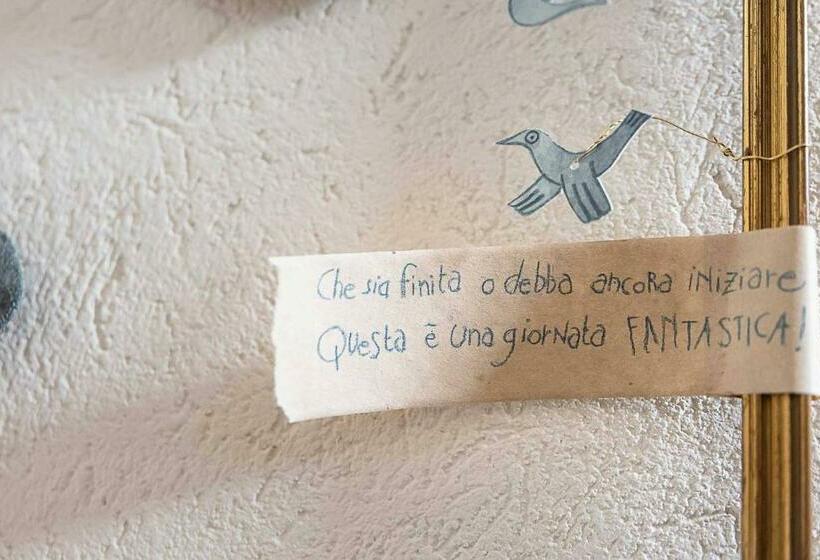 Che sia finita o debba ancoRa iNiziare
Questa è Una giorNata FANTASTICA!